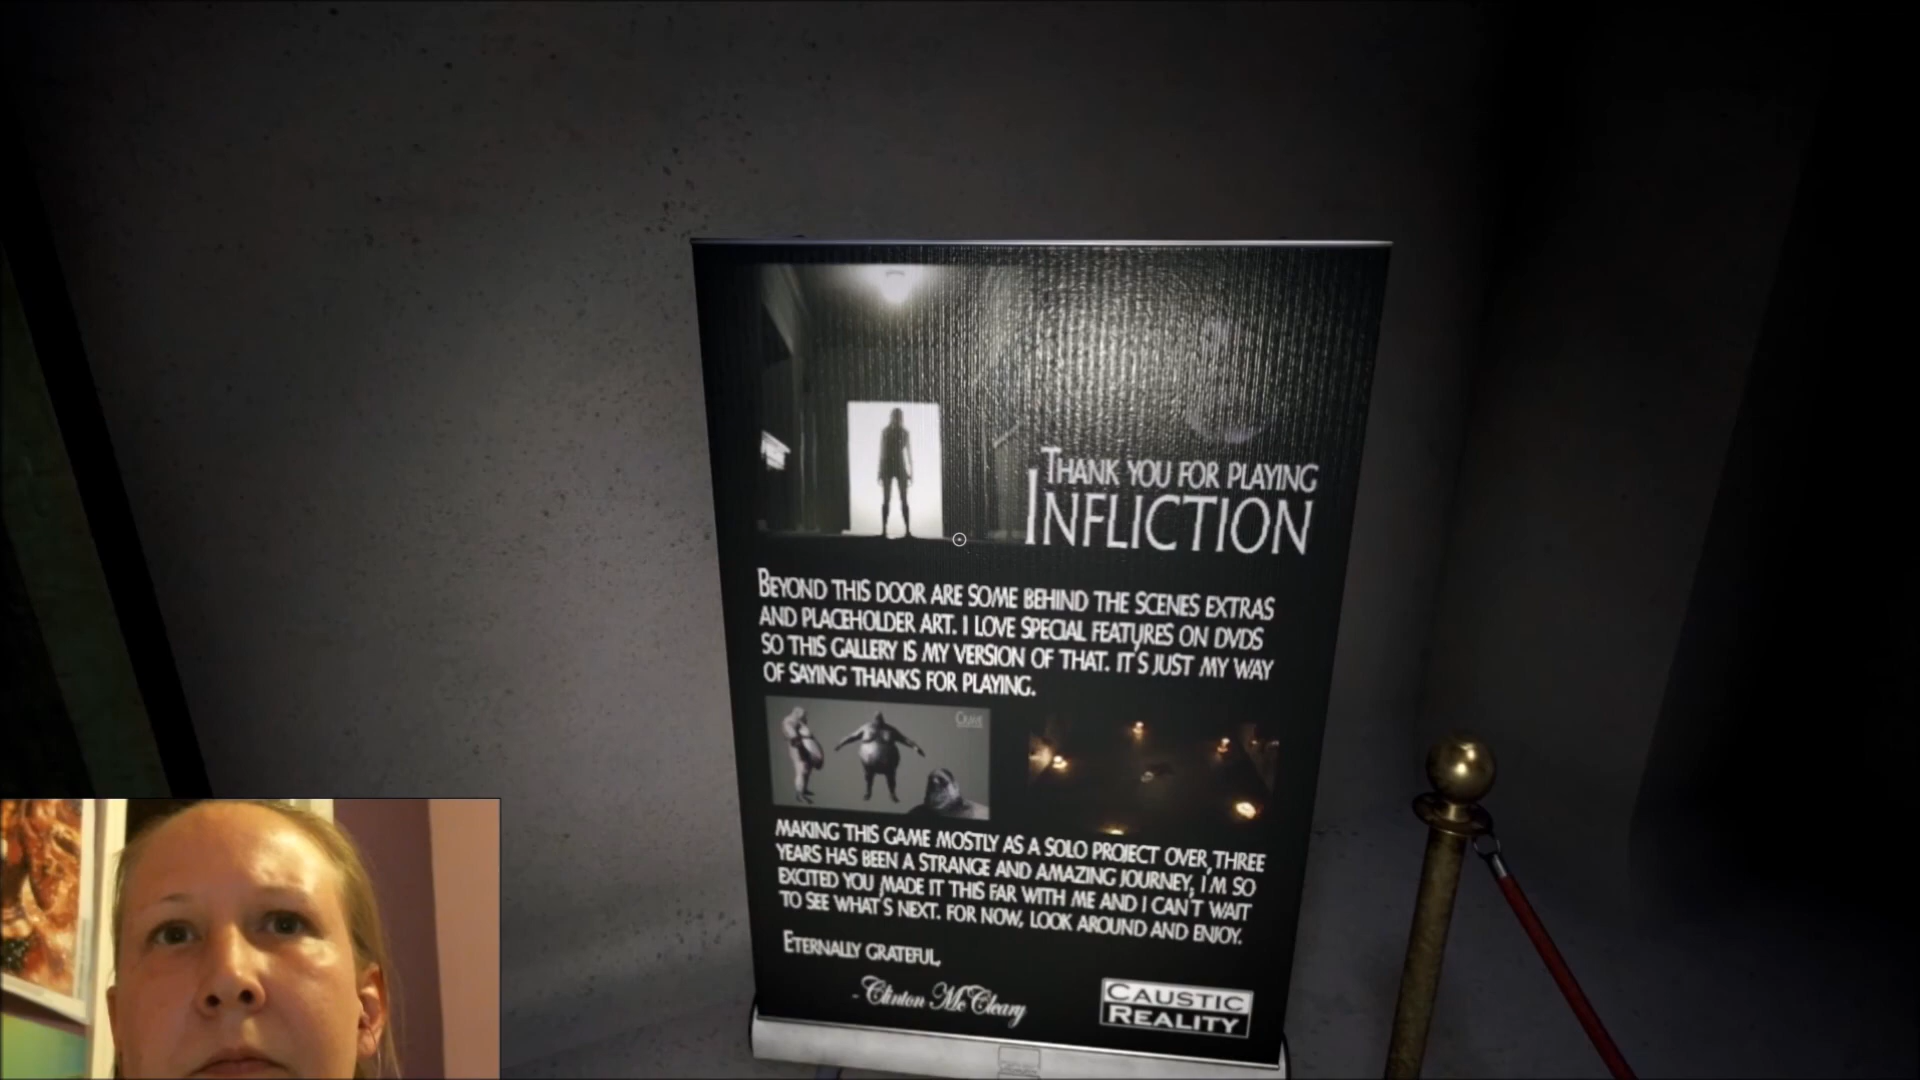 THANK YOU FOR PLAYING
INFLICTION
BEYOND THIS DOOR ARE SOME BEHIND THE SCENES EXTRAS
AND PLACEHOLDER ART. I LOVE SPECIAL FEATURES ON DVDS
SO THIS GALLERY IS MY VERSION OF THAT. IT'S JUST MY WAY
OF SAYING THANKS FOR PLAYING.
MAKING THIS GAME MOSTLY AS A SOLO PROJECT OVER THREE
YEARS HAS BEEN A STRANGE AND AMAZING JOURNEY, I'M SO
EXCITED YOU MADE IT THIS FAR WITH ME AND I CAN'T WAIT
TO SEE WHAT'S NEXT. FOR NOW, LOOK AROUND AND ENJOY.
ETERNALLY GRATEFUL,
- Clinton McCleary
CAUSTIC
REALITY